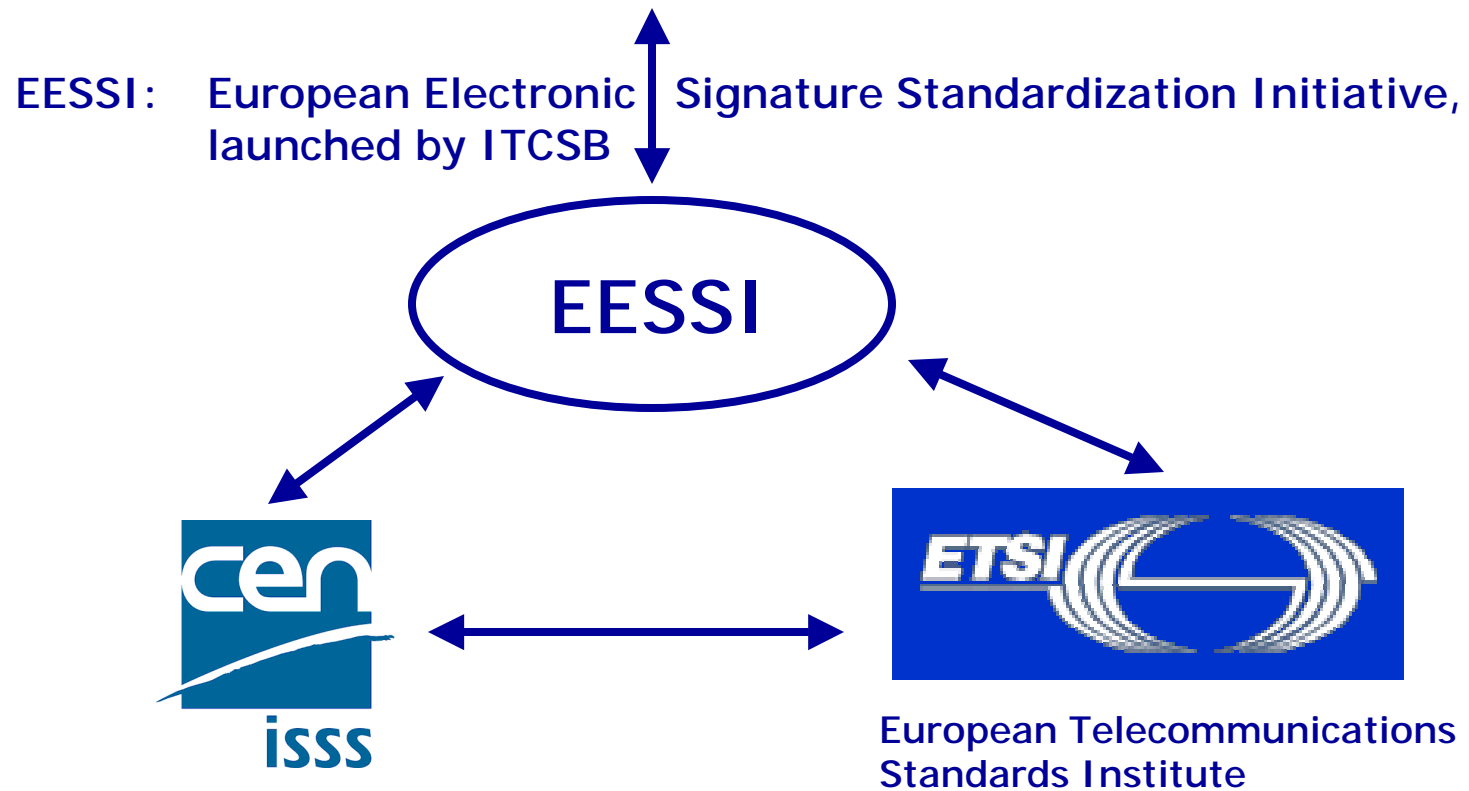 EESSI: European Electronic Signature Standardization Initiative,
launched by ITCSB
EESSI
cen
isss
ETSI
European Telecommunications
Standards Institute